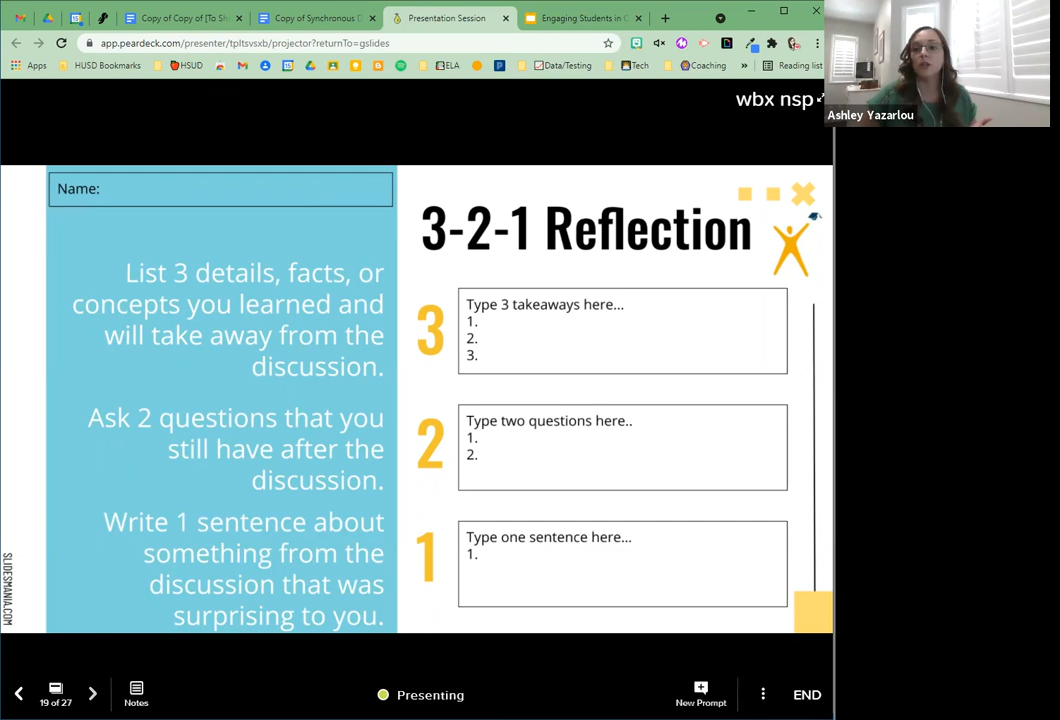 Copy of Copy of [To Sh
Copy of Synchronous D
Presentation Session
Engaging Students in C
app.peardeck.com/presenter/tpltsvsxb/projector?returnTo=gslides
Apps
HUSD Bookmarks
HSUD
ELA
Data/Testing
Tech
Coaching
»
Reading list
wbx nsp
Ashley Yazarlou
Name:
List 3 details, facts, or
concepts you learned and
will take away from the
discussion.
Ask 2 questions that you
still have after the
discussion.
Write 1 sentence about
something from the
discussion that was
surprising to you.
SLIDESMANIA.COM
3-2-1 Reflection
3
Type 3 takeaways here...
1.
2.
3.
2
Type two questions here..
1.
2.
1
Type one sentence here...
1.
19 of 27
Notes
Presenting
New Prompt
END